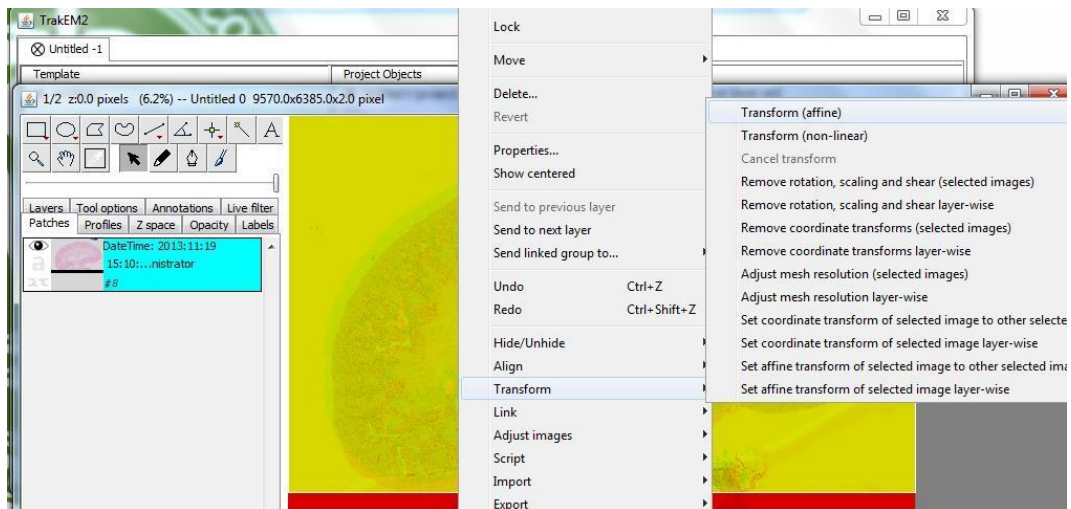 TrakEM2
Untitled -1
Template Project Objects
1/2 z:0.0 pixels (6.2%) -- Untitled 0 9570.0x6385.0x2.0 pixel
A
Layers Tool options Annotations Live filter
Patches Profiles Z space Opacity Labels
DateTime: 2013:11:19
15:10:...nistrator
#8
Lock
Move
Delete...
Revert
Properties...
Show centered
Send to previous layer
Send to next layer
Send linked group to...
Undo Ctrl+Z
Redo Ctrl+Shift+Z
Hide/Unhide
Align
Transform
Link
Adjust images
Script
Import
Export
Transform (affine)
Transform (non-linear)
Cancel transform
Remove rotation, scaling and shear (selected images)
Remove rotation, scaling and shear layer-wise
Remove coordinate transforms (selected images)
Remove coordinate transforms layer-wise
Adjust mesh resolution (selected images)
Adjust mesh resolution layer-wise
Set coordinate transform of selected image to other selecte
Set coordinate transform of selected image layer-wise
Set affine transform of selected image to other selected ima
Set affine transform of selected image layer-wise